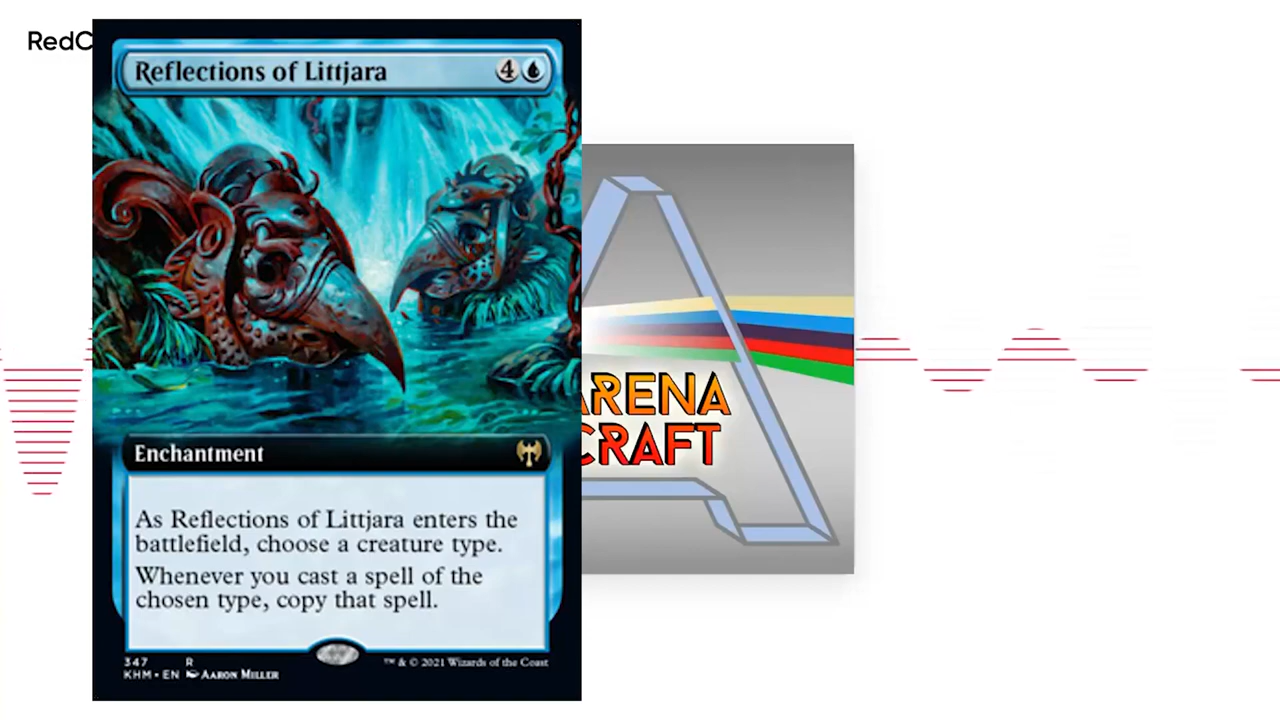 RedC
Reflections of Littjara
4
Enchantment
As Reflections of Littjara enters the
battlefield, choose a creature type.
Whenever you cast a spell of the
chosen type, copy that spell.
347 R
KHM • EN AARON MILLER
™ & © 2021 Wizards of the Coast
ARENA
CRAFT